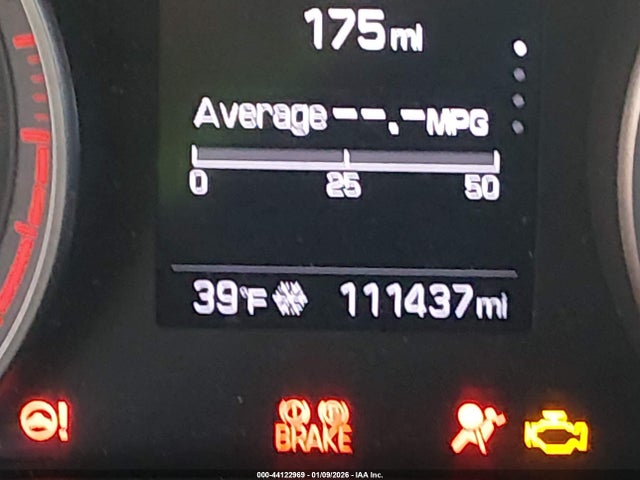 175mi
Average --.- MPG
0 25 50
39°F 111437mi
BRAKE
000-44122969 - 01/09/2026 - IAA Inc.